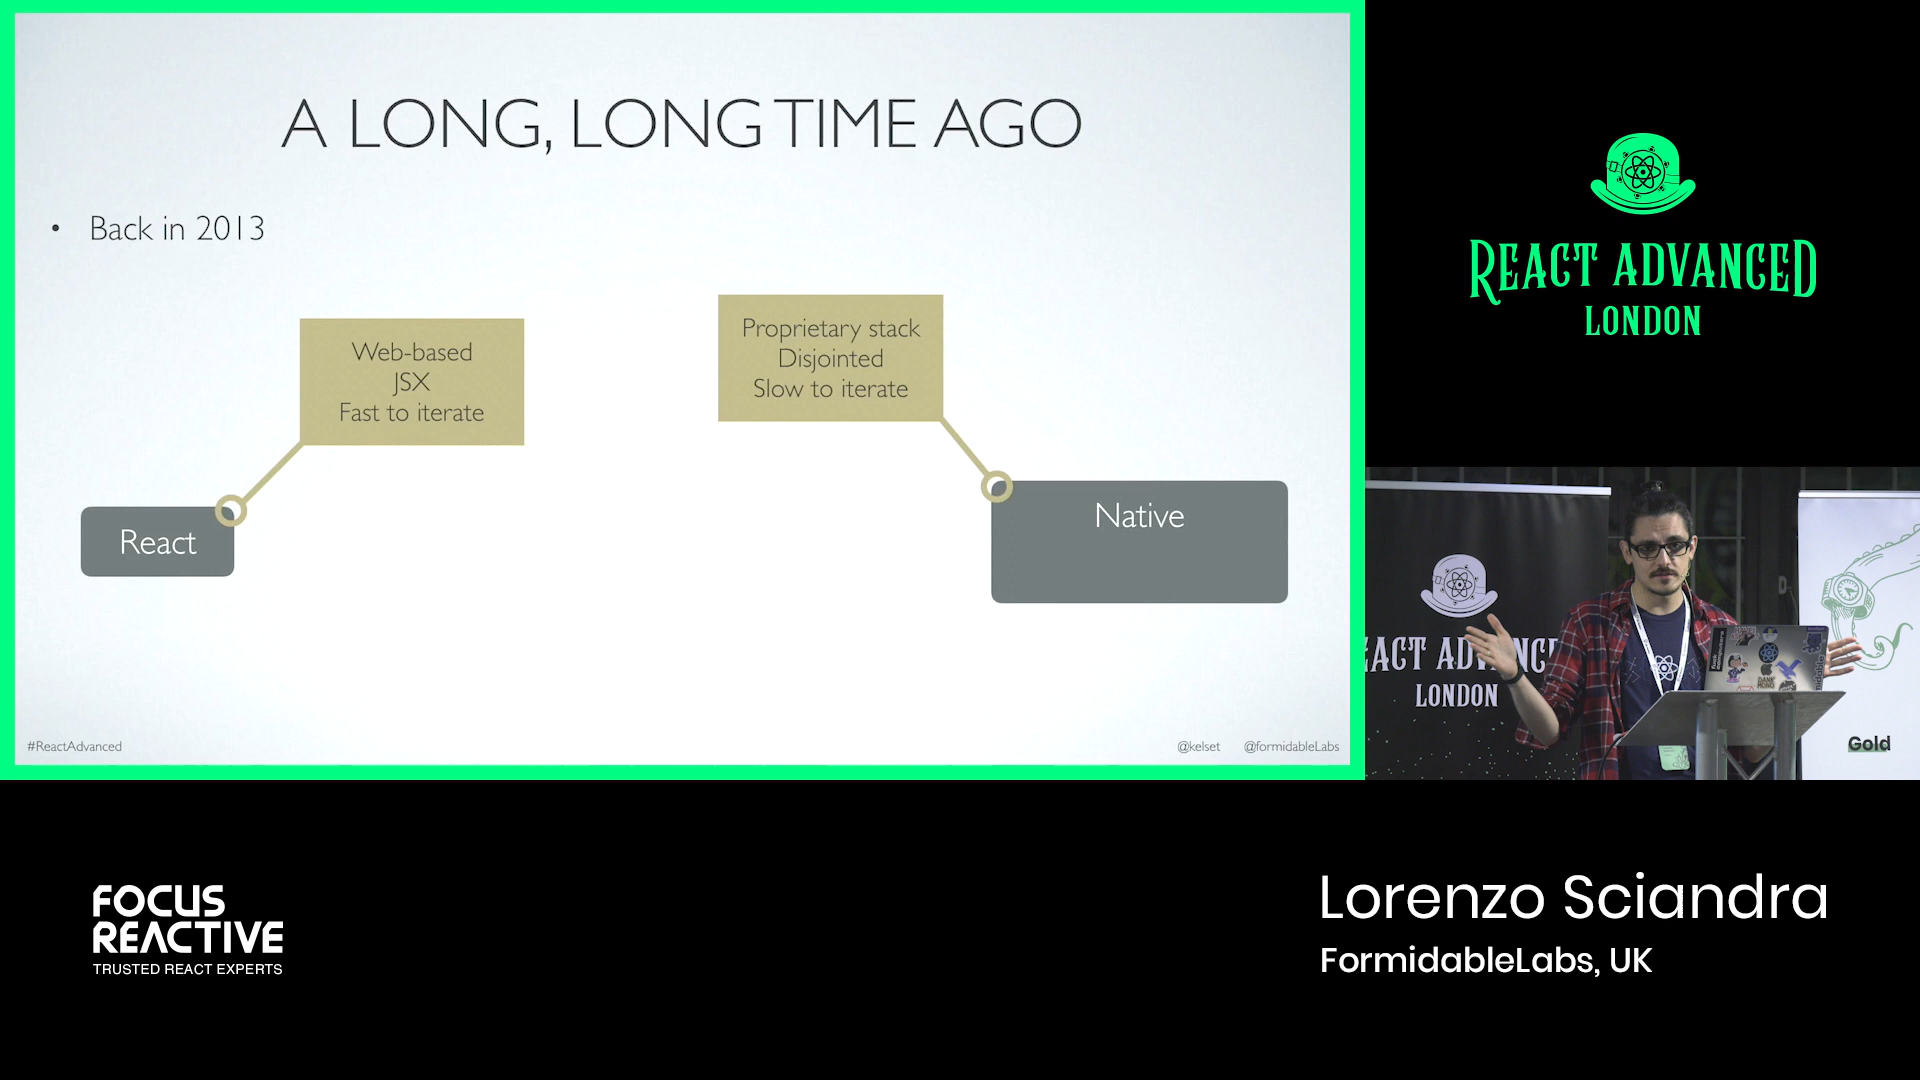 A LONG, LONG TIME AGO
• Back in 2013
Web-based
JSX
Fast to iterate
Proprietary stack
Disjointed
Slow to iterate
React
Native
#ReactAdvanced
@kelset
@formidableLabs
REACT ADVANCED
LONDON
EACT ADVANCE
LONDON
Gold
FOCUS
REACTIVE
TRUSTED REACT EXPERTS
Lorenzo Sciandra
FormidableLabs, UK